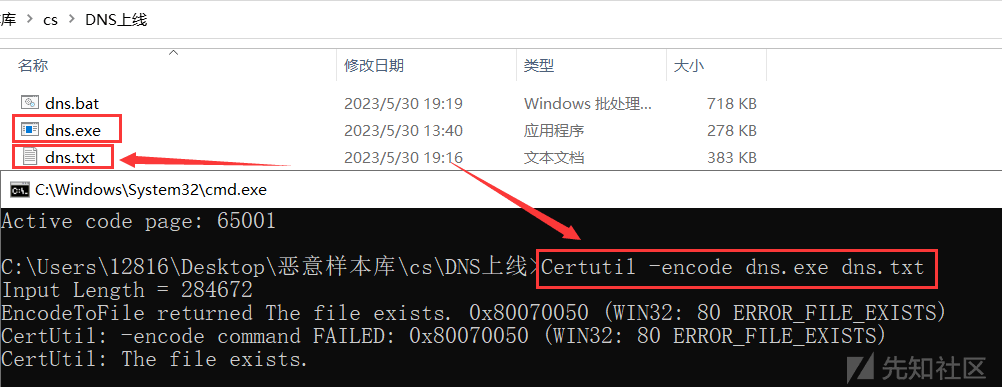 库 > cs > DNS上线
名称 修改日期 类型 大小
dns.bat 2023/5/30 19:19 Windows 批处理... 718 KB
dns.exe 2023/5/30 13:40 应用程序 278 KB
dns.txt 2023/5/30 19:16 文本文档 383 KB
C:\Windows\System32\cmd.exe
Active code page: 65001
C:\Users\12816\Desktop\恶意样本库\cs\DNS上线>Certutil -encode dns.exe dns.txt
Input Length = 284672
EncodeToFile returned The file exists. 0x80070050 (WIN32: 80 ERROR_FILE_EXISTS)
CertUtil: -encode command FAILED: 0x80070050 (WIN32: 80 ERROR_FILE_EXISTS)
CertUtil: The file exists.
先知社区